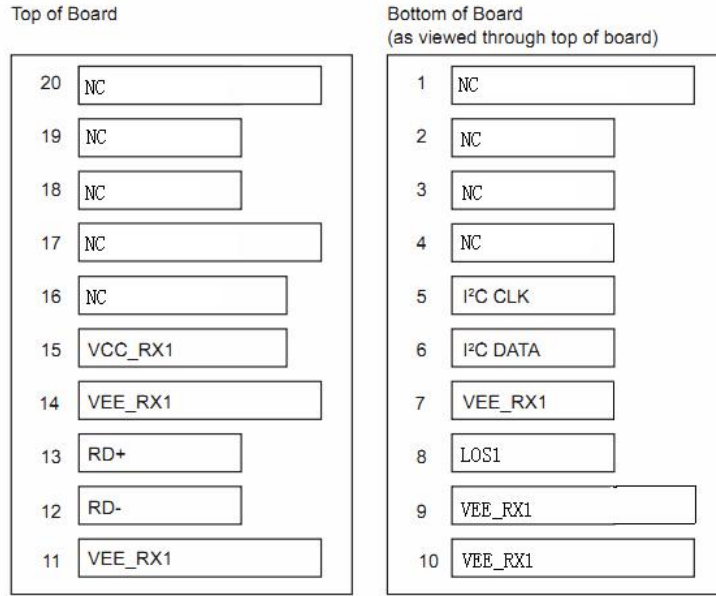 Top of Board
20 NC
19 NC
18 NC
17 NC
16 NC
15 VCC_RX1
14 VEE_RX1
13 RD+
12 RD-
11 VEE_RX1
Bottom of Board
(as viewed through top of board)
1 NC
2 NC
3 NC
4 NC
5 I²C CLK
6 I²C DATA
7 VEE_RX1
8 LOS1
9 VEE_RX1
10 VEE_RX1